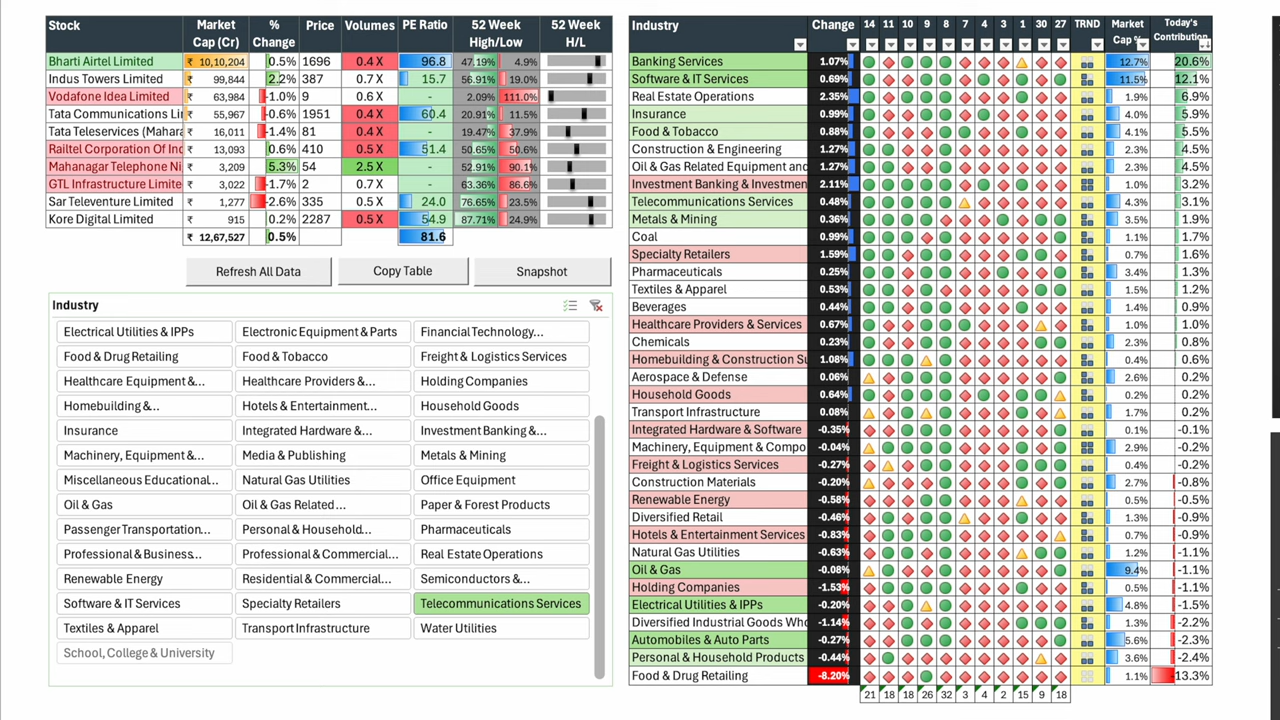 Stock Market Cap (Cr) % Change Price Volumes PE Ratio 52 Week High/Low 52 Week H/L
Bharti Airtel Limited ₹ 10,10,204 0.5% 1696 0.4 X 96.8 47.19% 4.9%
Indus Towers Limited ₹ 99,844 2.2% 387 0.7 X 15.7 56.91% 19.0%
Vodafone Idea Limited ₹ 63,984 -1.0% 9 0.6 X 2.09% 111.0%
Tata Communications Lir ₹ 55,967 -0.6% 1951 0.4 X 60.4 20.91% 11.5%
Tata Teleservices (Mahara ₹ 16,011 -1.4% 81 0.4 X - 19.47% 37.9%
Railtel Corporation Of Ind ₹ 13,093 0.6% 410 0.5 X 51.4 50.65% 50.6%
Mahanagar Telephone Ni ₹ 3,209 5.3% 54 2.5 X - 52.91% 90.1%
GTL Infrastructure Limite ₹ 3,022 -1.7% 2 0.7 X - 63.36% 86.6%
Sar Televenture Limited ₹ 1,277 -2.6% 335 0.7 X 24.0 76.65% 23.5%
Kore Digital Limited ₹ 915 0.2% 2287 0.5 X 54.9 87.71% 24.9%
₹ 12,67,527 0.5% 81.6
Refresh All Data Copy Table Snapshot
Industry
Electrical Utilities & IPPs Electronic Equipment & Parts Financial Technology...
Food & Drug Retailing Food & Tobacco Freight & Logistics Services
Healthcare Equipment &... Healthcare Providers &... Holding Companies
Homebuilding &... Hotels & Entertainment... Household Goods
Insurance Integrated Hardware &... Investment Banking &...
Machinery, Equipment &... Media & Publishing Metals & Mining
Miscellaneous Educational... Natural Gas Utilities Office Equipment
Oil & Gas Oil & Gas Related... Paper & Forest Products
Passenger Transportation... Personal & Household... Pharmaceuticals
Professional & Business... Professional & Commercial... Real Estate Operations
Renewable Energy Residential & Commercial... Semiconductors &...
Software & IT Services Specialty Retailers Telecommunications Services
Textiles & Apparel Transport Infrastructure Water Utilities
School, College & University
Industry Change 14 11 10 9 8 7 4 3 1 30 27 TRND Market Cap % Today's Contribution
Banking Services 1.07% 12.7% 20.6%
Software & IT Services 0.69% 11.5% 12.1%
Real Estate Operations 2.35% 1.9% 6.9%
Insurance 0.99% 4.0% 5.9%
Food & Tobacco 0.88% 4.1% 5.5%
Construction & Engineering 1.27% 2.3% 4.5%
Oil & Gas Related Equipment and 1.27% 2.3% 4.5%
Investment Banking & Investmen 2.11% 1.0% 3.2%
Telecommunications Services 0.48% 4.3% 3.1%
Metals & Mining 0.36% 3.5% 1.9%
Coal 0.99% 1.1% 1.7%
Specialty Retailers 1.59% 0.7% 1.6%
Pharmaceuticals 0.25% 3.4% 1.3%
Textiles & Apparel 0.53% 1.2% 1.2%
Beverages 0.44% 1.4% 0.9%
Healthcare Providers & Services 0.67% 1.0% 1.0%
Chemicals 0.23% 2.3% 0.8%
Homebuilding & Construction Su 1.08% 0.4% 0.6%
Aerospace & Defense 0.06% 2.6% 0.2%
Household Goods 0.64% 0.2% 0.2%
Transport Infrastructure 0.08% 1.7% 0.2%
Integrated Hardware & Software -0.35% 0.1% -0.1%
Machinery, Equipment & Compo -0.04% 2.9% -0.2%
Freight & Logistics Services -0.27% 0.4% -0.2%
Construction Materials -0.20% 2.7% -0.8%
Renewable Energy -0.58% 0.5% -0.5%
Diversified Retail -0.46% 1.3% -0.9%
Hotels & Entertainment Services -0.83% 0.7% -0.9%
Natural Gas Utilities -0.63% 1.2% -1.1%
Oil & Gas -0.08% 9.4% -1.1%
Holding Companies -1.53% 0.5% -1.1%
Electrical Utilities & IPPs -0.20% 4.8% -1.5%
Diversified Industrial Goods Who -1.14% 1.3% -2.2%
Automobiles & Auto Parts -0.27% 5.6% -2.3%
Personal & Household Products -0.44% 3.6% -2.4%
Food & Drug Retailing -8.20% 1.1% -13.3%
21 18 18 26 32 3 4 2 15 9 18